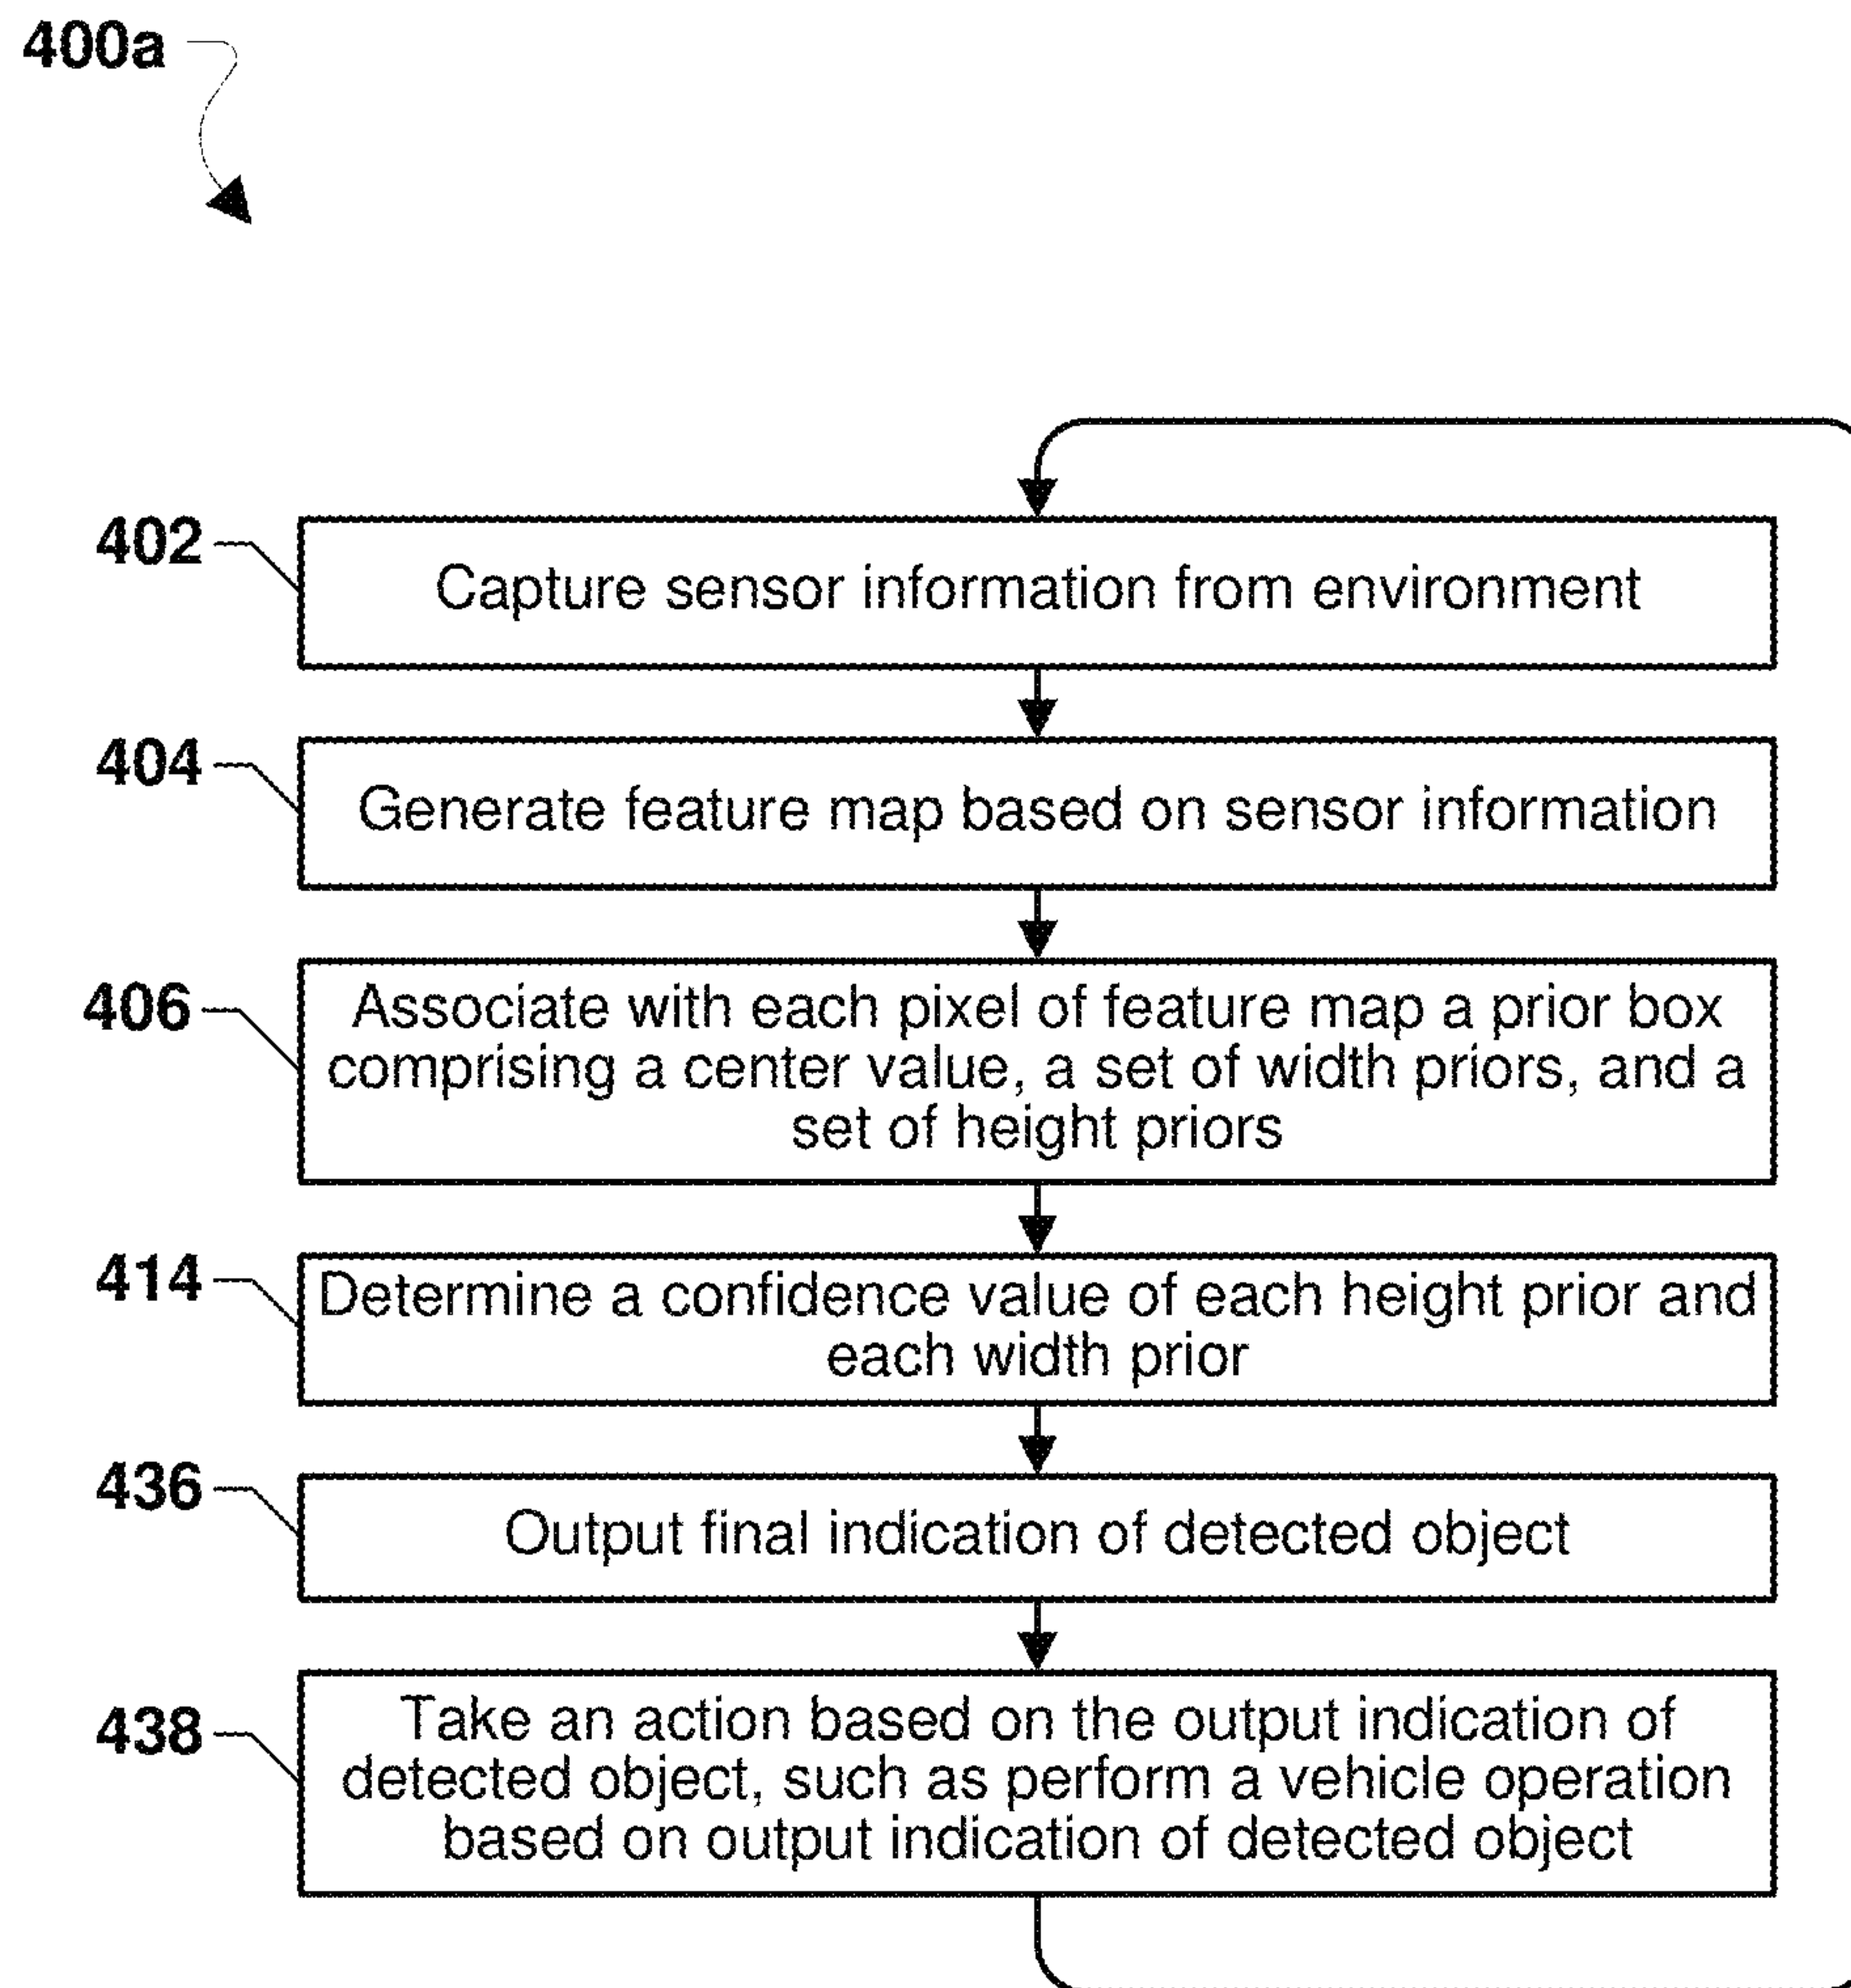 400a
402
Capture sensor information from environment
404
Generate feature map based on sensor information
406
Associate with each pixel of feature map a prior box
comprising a center value, a set of width priors, and a
set of height priors
414
Determine a confidence value of each height prior and
each width prior
436
Output final indication of detected object
438
Take an action based on the output indication of
detected object, such as perform a vehicle operation
based on output indication of detected object